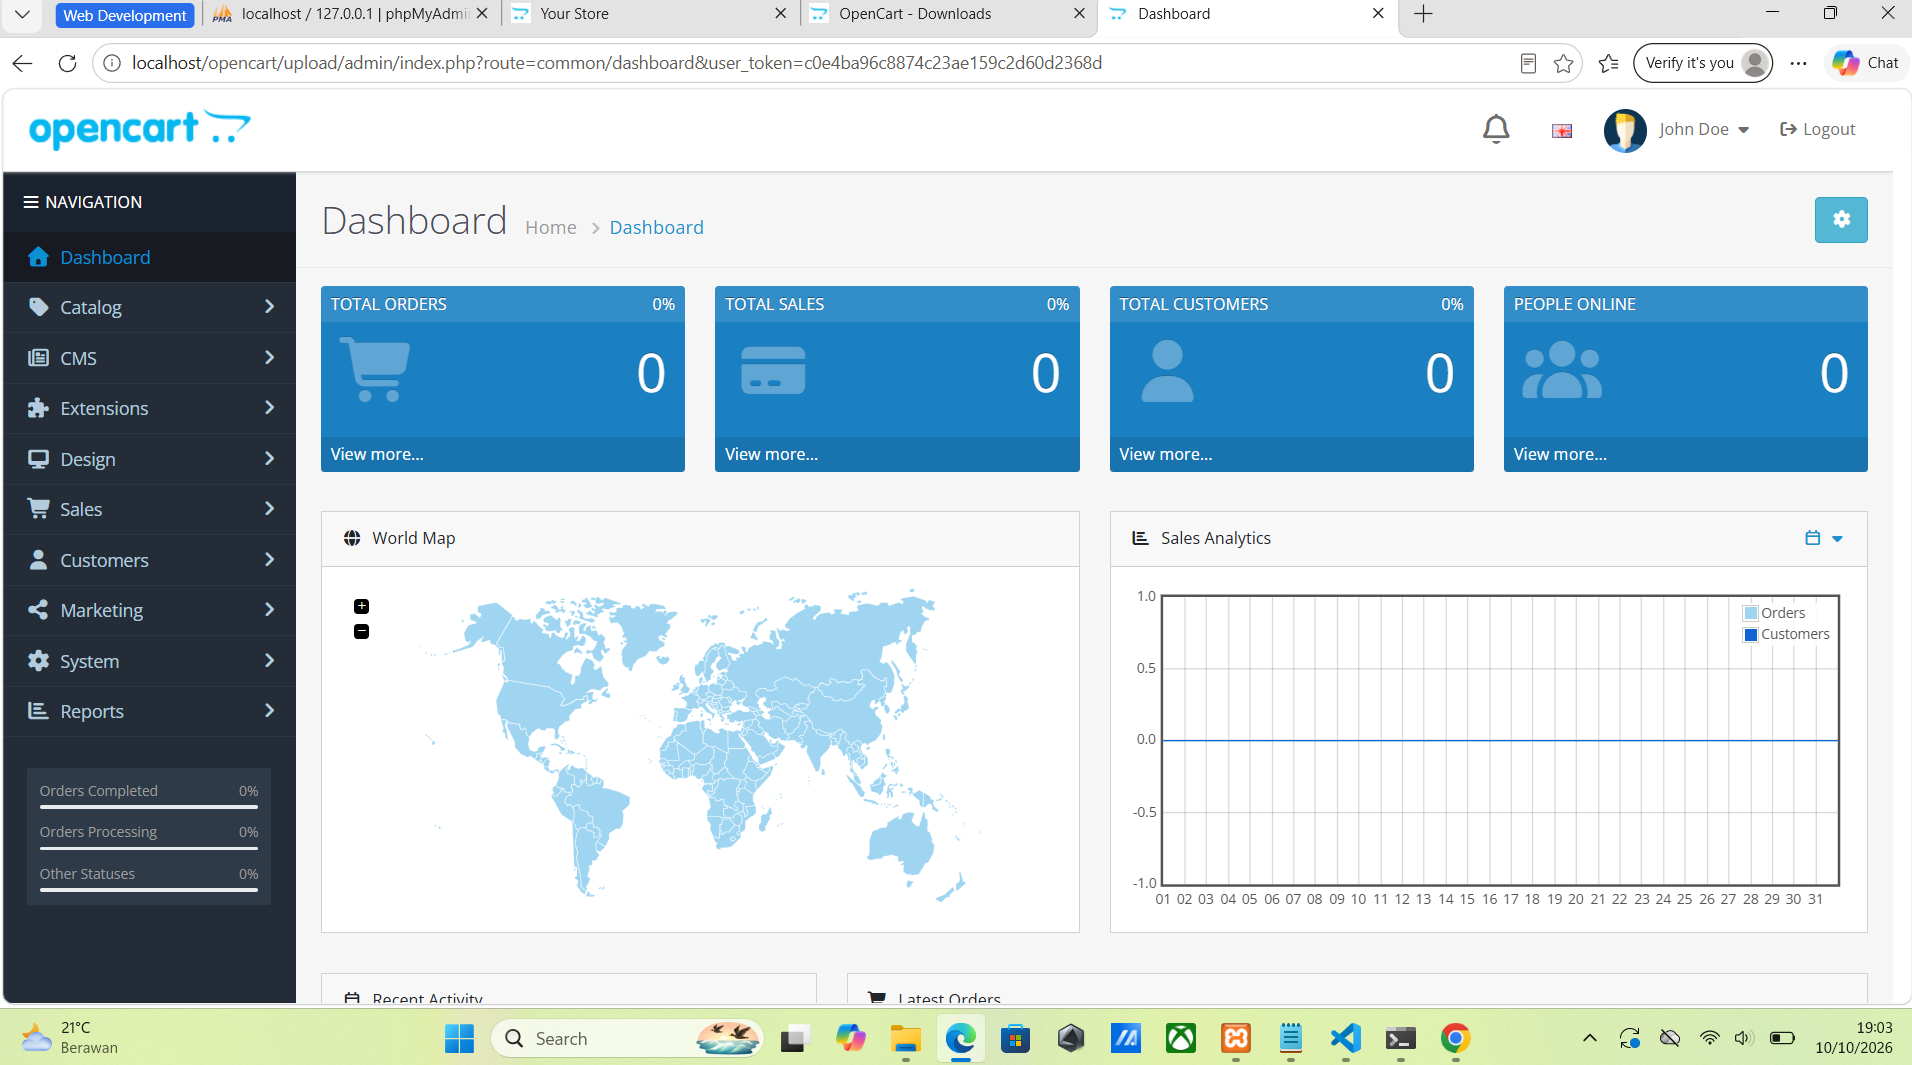 Web Development
localhost / 127.0.0.1 | phpMyAdmi
Your Store
OpenCart - Downloads
Dashboard
localhost/opencart/upload/admin/index.php?route=common/dashboard&user_token=c0e4ba96c8874c23ae159c2d60d2368d
Verify it's you
Chat
opencart
John Doe
Logout
NAVIGATION
Dashboard
Catalog
CMS
Extensions
Design
Sales
Customers
Marketing
System
Reports
Orders Completed 0%
Orders Processing 0%
Other Statuses 0%
Dashboard
Home > Dashboard
TOTAL ORDERS 0%
0
View more...
TOTAL SALES 0%
0
View more...
TOTAL CUSTOMERS 0%
0
View more...
PEOPLE ONLINE
0
View more...
World Map
+
−
Sales Analytics
1.0
0.5
0.0
-0.5
-1.0
Orders
Customers
01 02 03 04 05 06 07 08 09 10 11 12 13 14 15 16 17 18 19 20 21 22 23 24 25 26 27 28 29 30 31
Recent Activity
Latest Orders
21°C
Berawan
Search
19:03
10/10/2026